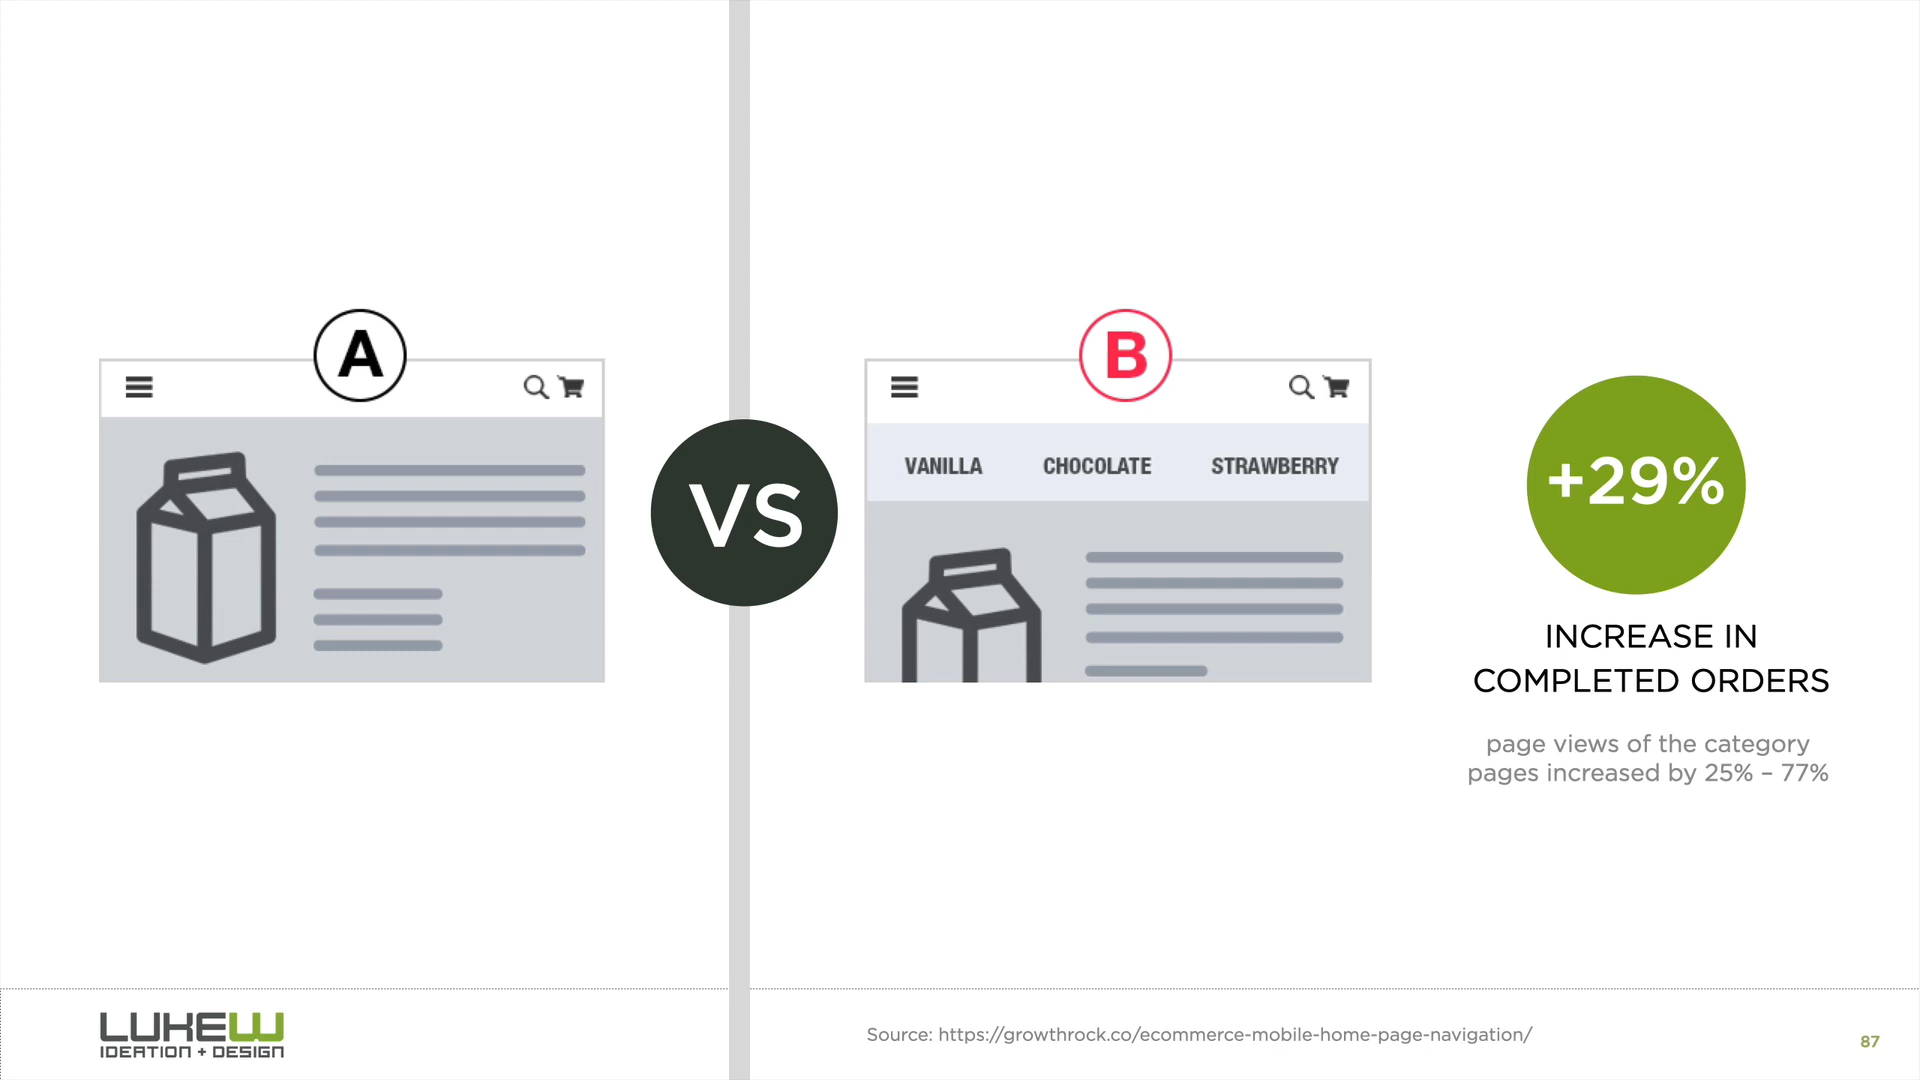 A
VS
B
VANILLA CHOCOLATE STRAWBERRY
+29%
INCREASE IN
COMPLETED ORDERS
page views of the category
pages increased by 25% – 77%
LUKEW
IDEATION + DESIGN
Source: https://growthrock.co/ecommerce-mobile-home-page-navigation/
87